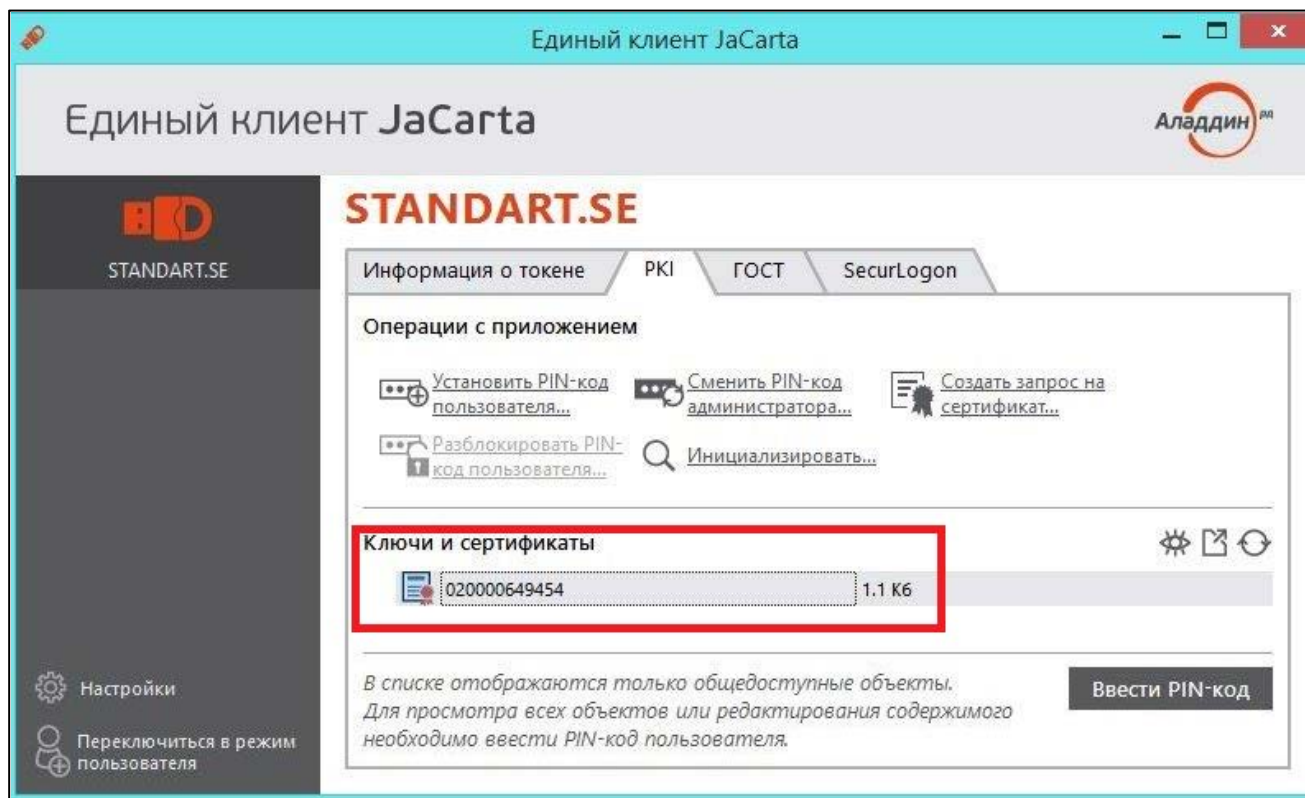 Единый клиент JaCarta
Единый клиент JaCarta
Аладдин РД
STANDART.SE
STANDART.SE
Информация о токене
PKI
ГОСТ
SecurLogon
Операции с приложением
Установить PIN-код
пользователя...
Сменить PIN-код
администратора...
Создать запрос на
сертификат...
Разблокировать PIN-
код пользователя...
Инициализировать...
Ключи и сертификаты
020000649454
1.1 Кб
В списке отображаются только общедоступные объекты.
Для просмотра всех объектов или редактирования содержимого
необходимо ввести PIN-код пользователя.
Ввести PIN-код
Настройки
Переключиться в режим
пользователя